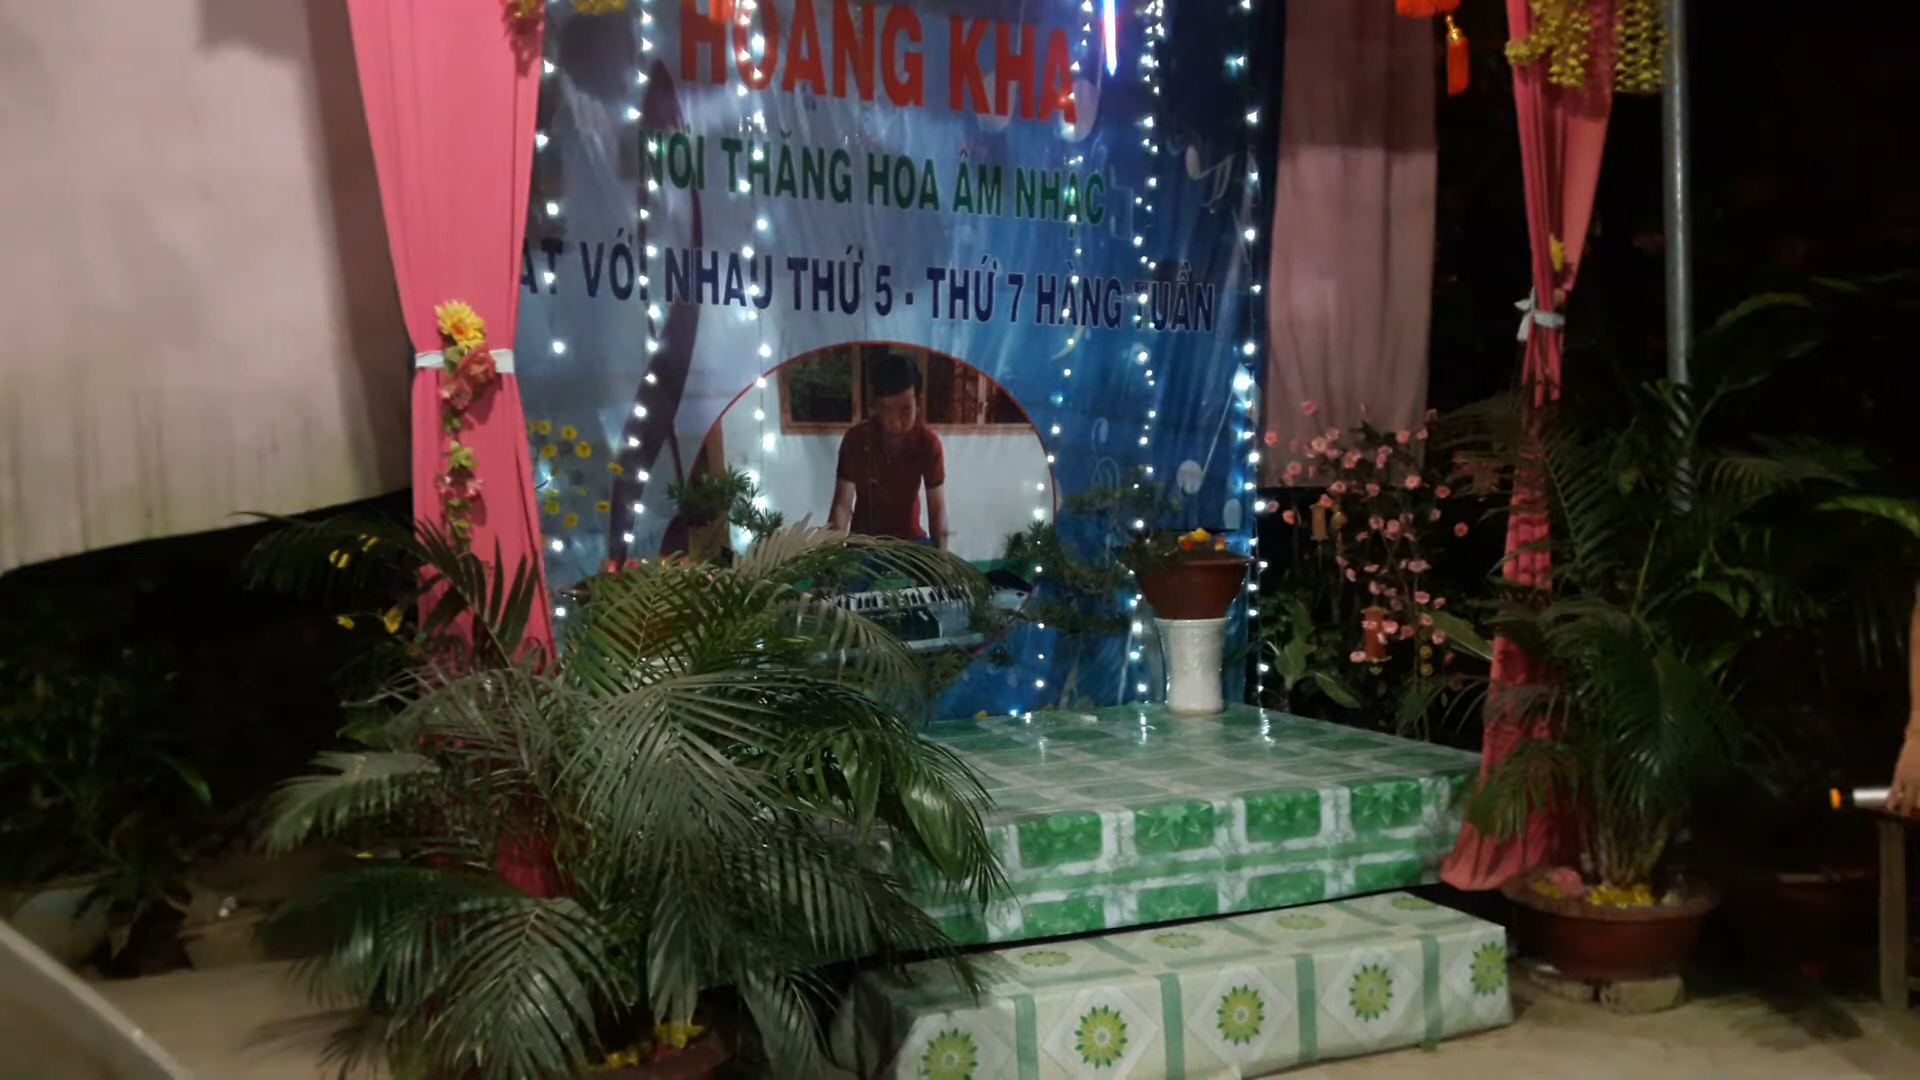 HOÀNG KHA
NƠI THĂNG HOA ÂM NHẠC
VỚI NHAU THỨ 5 - THỨ 7 HÀNG TUẦN